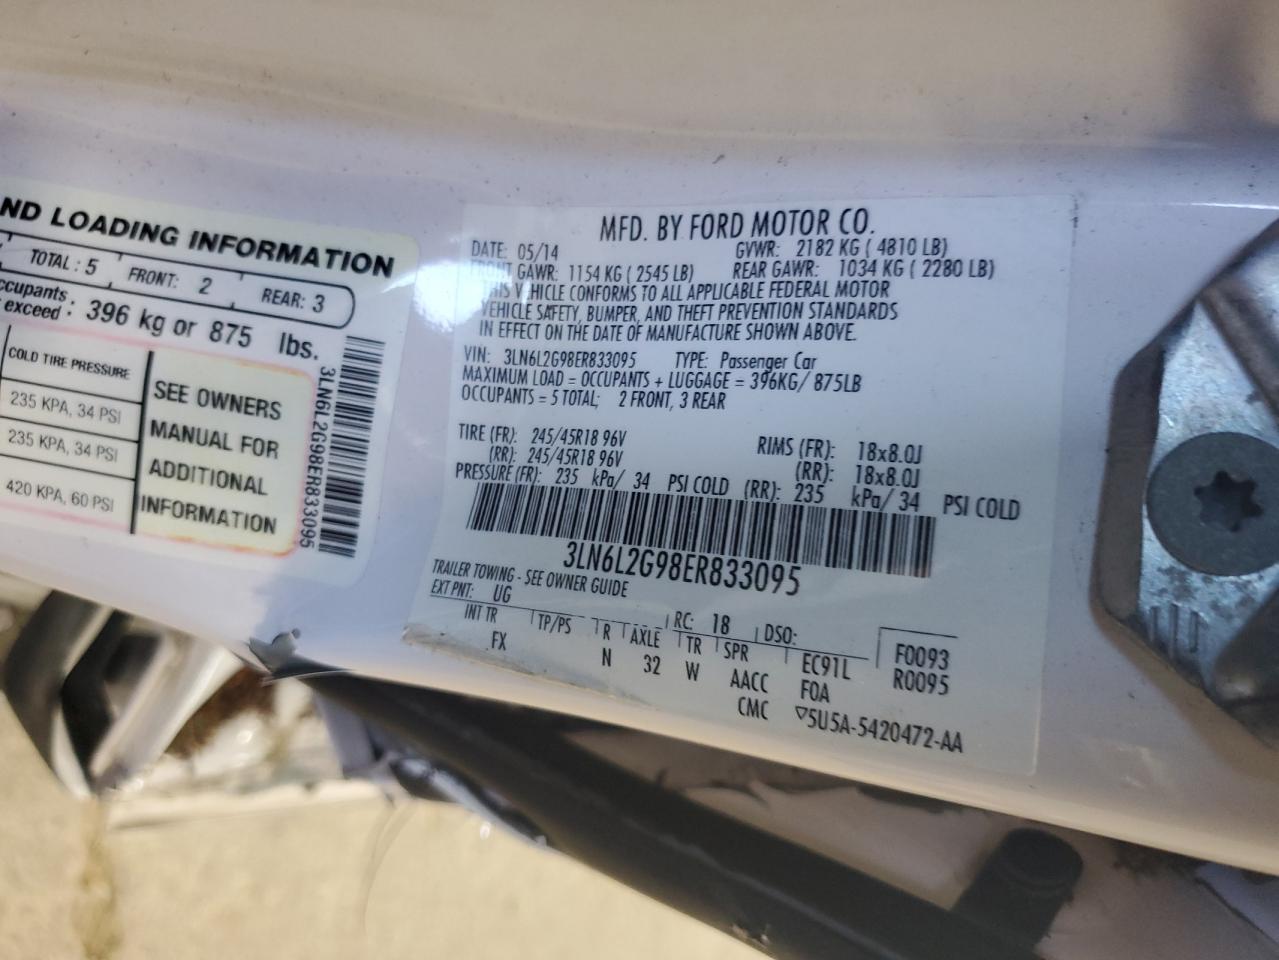 ND LOADING INFORMATION
TOTAL : 5 FRONT: 2 REAR: 3
ccupants
exceed : 396 kg or 875 lbs.
COLD TIRE PRESSURE
235 KPA, 34 PSI
235 KPA, 34 PSI
420 KPA, 60 PSI
SEE OWNERS
MANUAL FOR
ADDITIONAL
INFORMATION
3LN6L2G98ER833095
MFD. BY FORD MOTOR CO.
DATE: 05/14 GVWR: 2182 KG ( 4810 LB)
FRONT GAWR: 1154 KG ( 2545 LB) REAR GAWR: 1034 KG ( 2280 LB)
THIS VEHICLE CONFORMS TO ALL APPLICABLE FEDERAL MOTOR
VEHICLE SAFETY, BUMPER, AND THEFT PREVENTION STANDARDS
IN EFFECT ON THE DATE OF MANUFACTURE SHOWN ABOVE.
VIN: 3LN6L2G98ER833095 TYPE: Passenger Car
MAXIMUM LOAD = OCCUPANTS + LUGGAGE = 396KG/ 875LB
OCCUPANTS = 5 TOTAL; 2 FRONT, 3 REAR
TIRE (FR): 245/45R18 96V RIMS (FR): 18x8.0J
(RR): 245/45R18 96V (RR): 18x8.0J
PRESSURE (FR): 235 kPa/ 34 PSI COLD (RR): 235 kPa/ 34 PSI COLD
3LN6L2G98ER833095
TRAILER TOWING - SEE OWNER GUIDE
EXT PNT: UG RC: 18 DSO:
INT TR TP/PS R AXLE TR SPR EC91L F0093
FX N 32 W AACC FOA R0095
CMC ▽5U5A-5420472-AA